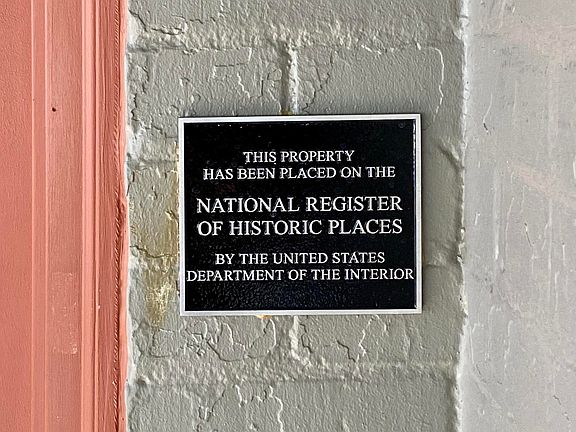 THIS PROPERTY
HAS BEEN PLACED ON THE
NATIONAL REGISTER
OF HISTORIC PLACES
BY THE UNITED STATES
DEPARTMENT OF THE INTERIOR